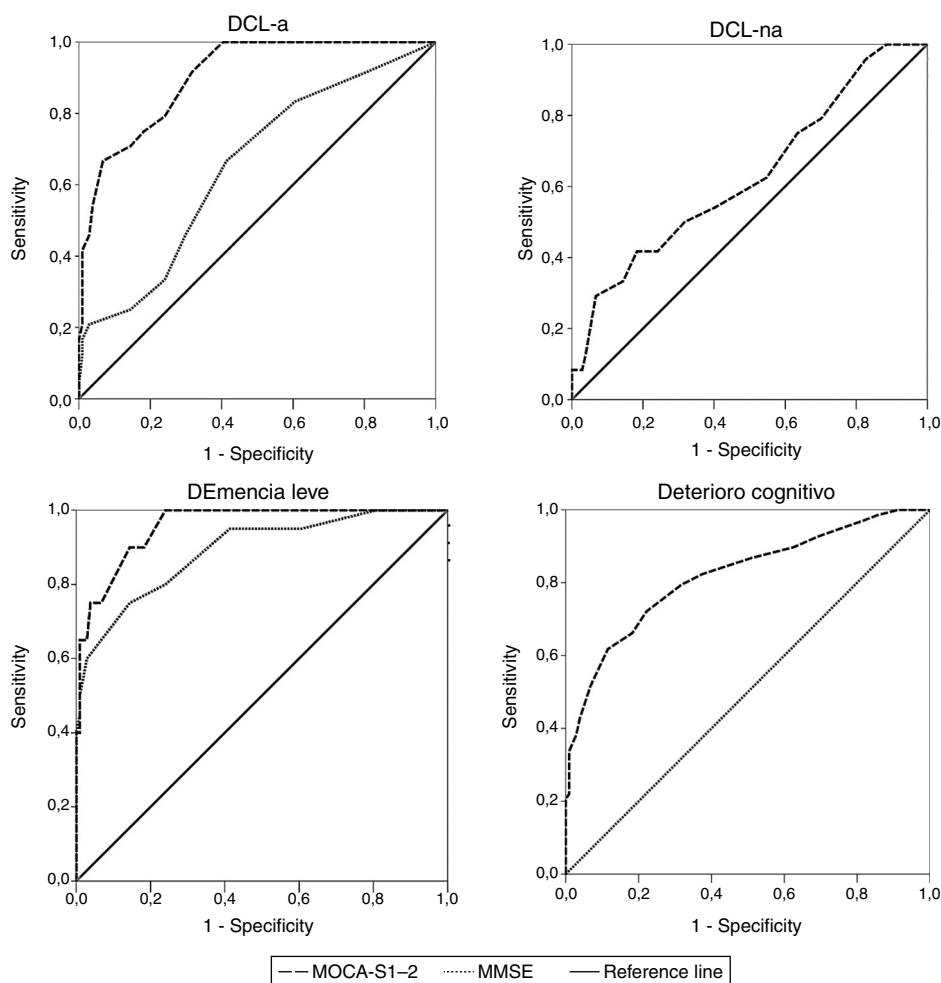 DCL-a
1,0
0,8
0,6
0,4
0,2
0,0
Sensitivity
0,0 0,2 0,4 0,6 0,8 1,0
1 - Specificity
DCL-na
1,0
0,8
0,6
0,4
0,2
0,0
Sensitivity
0,0 0,2 0,4 0,6 0,8 1,0
1 - Specificity
DEmencia leve
1,0
0,8
0,6
0,4
0,2
0,0
Sensitivity
0,0 0,2 0,4 0,6 0,8 1,0
1 - Specificity
Deterioro cognitivo
1,0
0,8
0,6
0,4
0,2
0,0
Sensitivity
0,0 0,2 0,4 0,6 0,8 1,0
1 - Specificity
MOCA-S1–2 MMSE Reference line